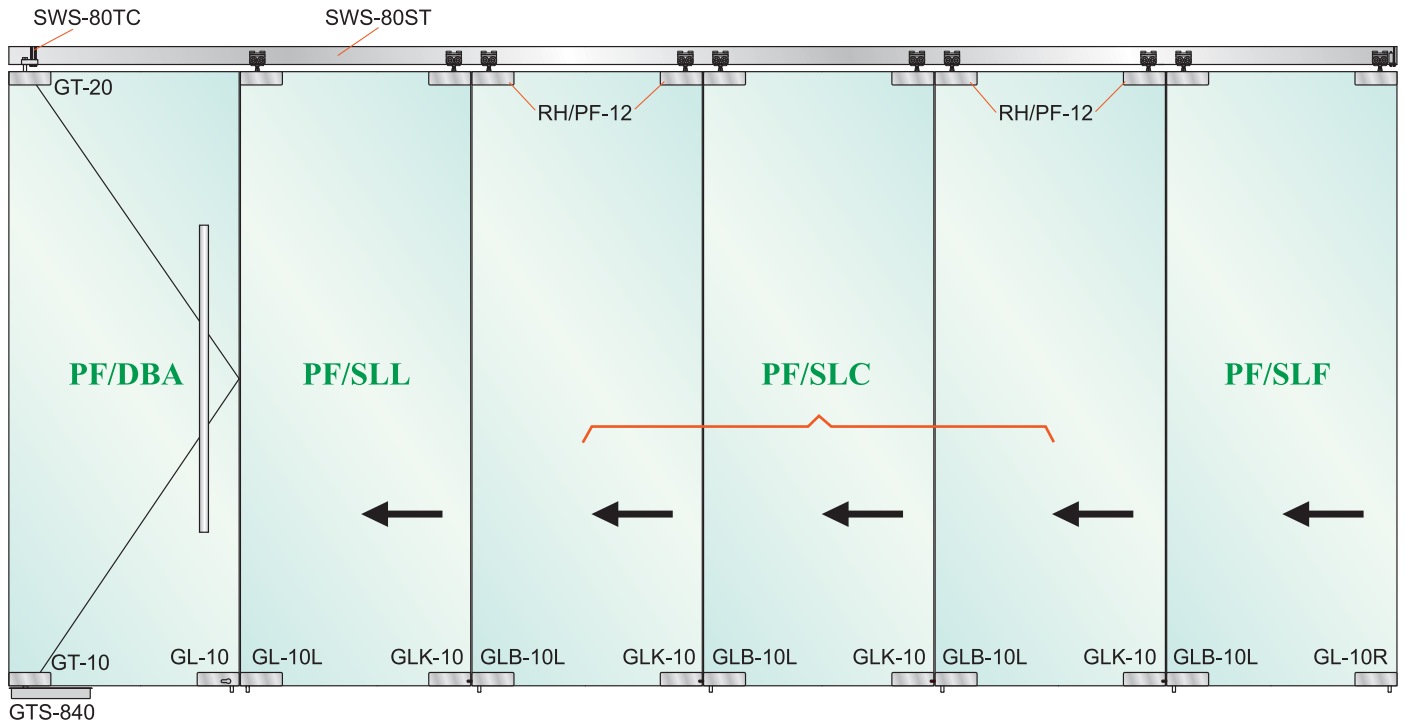 SWS-80TC
SWS-80ST
GT-20
RH/PF-12
RH/PF-12
PF/DBA
PF/SLL
PF/SLC
PF/SLF
GT-10
GL-10
GL-10L
GLK-10
GLB-10L
GLK-10
GLB-10L
GLK-10
GLB-10L
GLK-10
GLB-10L
GL-10R
GTS-840